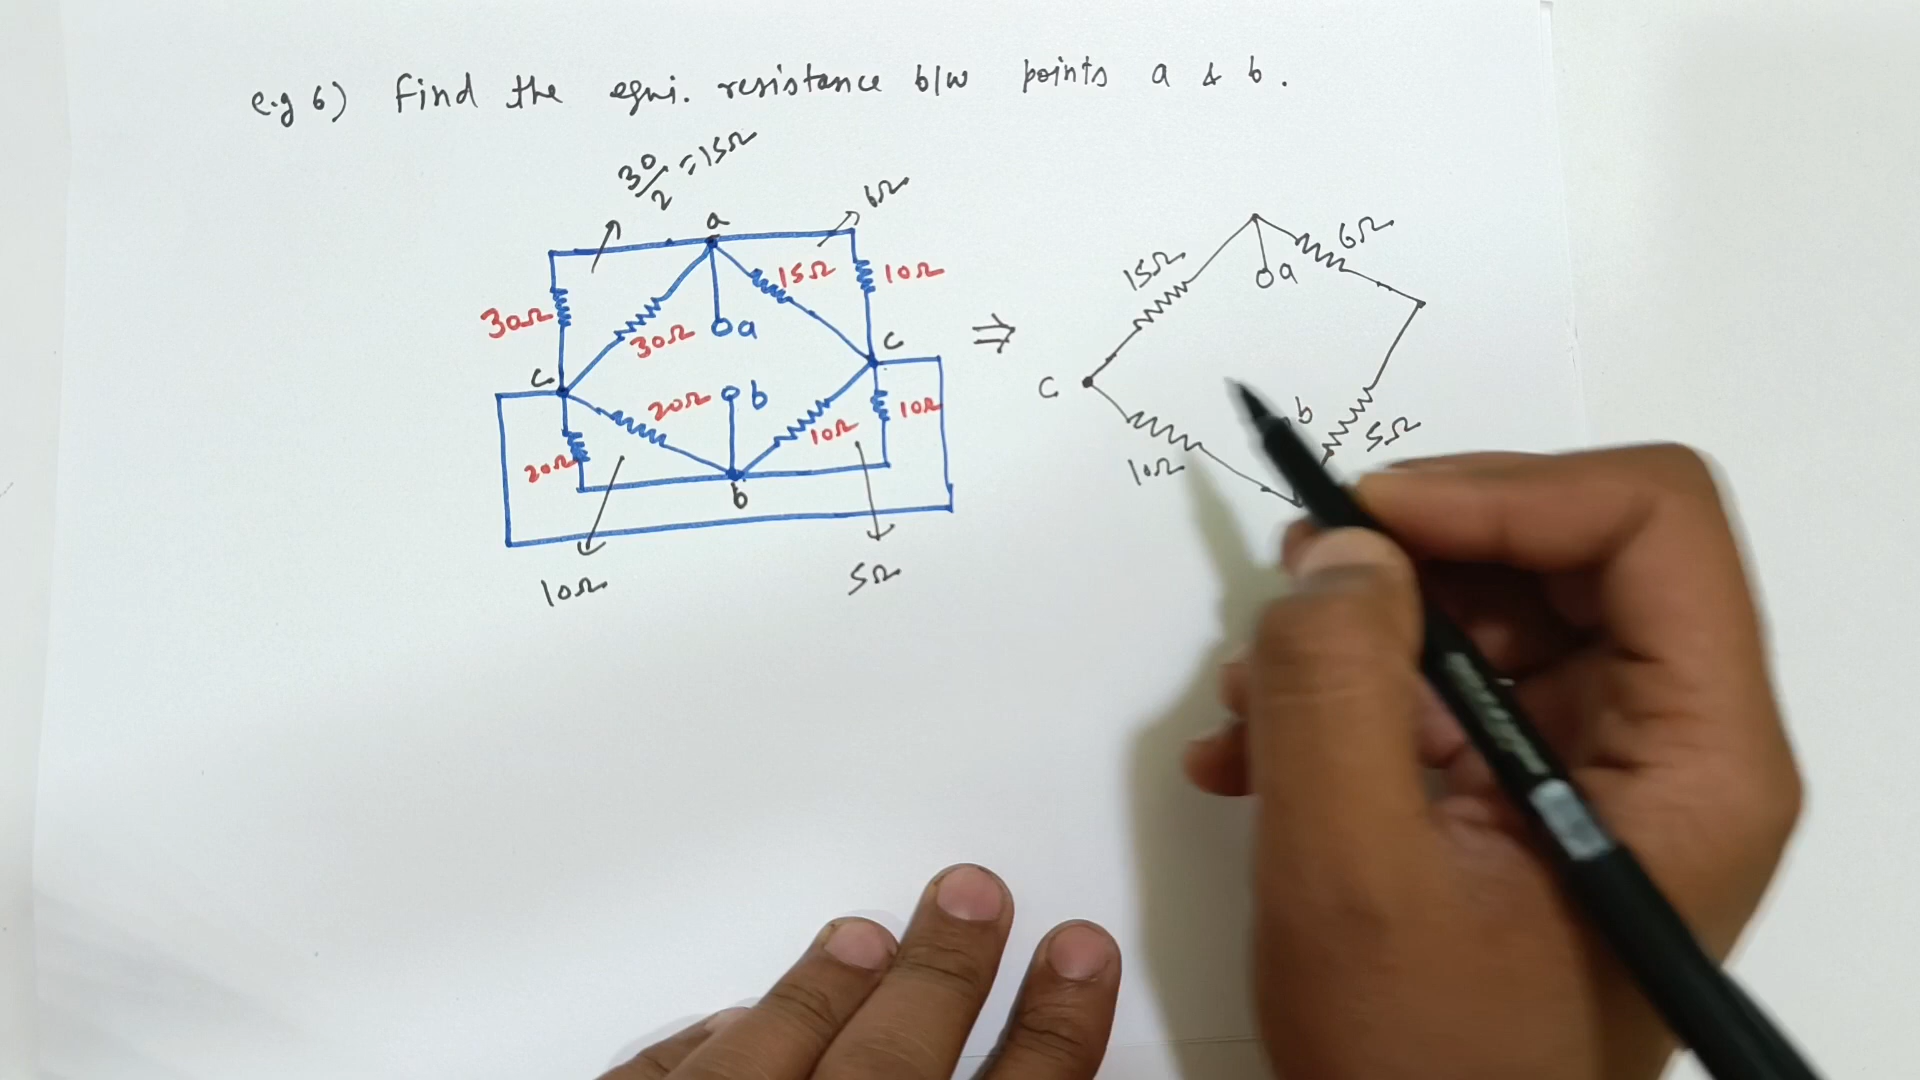 e.g 6) Find the equi. resistance b/w points a & b.
30/2 = 15Ω
6Ω
a
30Ω
30Ω
a
15Ω
10Ω
c
c
20Ω
20Ω
b
10Ω
10Ω
b
10Ω
5Ω
⇒
15Ω
6Ω
a
C
b
10Ω
5Ω